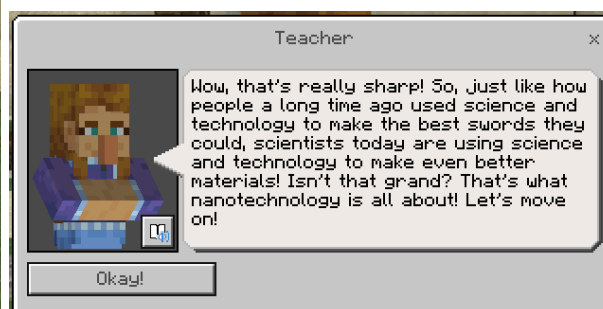 Teacher
x
Wow, that's really sharp! So, just like how
people a long time ago used science and
technology to make the best swords they
could, scientists today are using science
and technology to make even better
materials! Isn't that grand? That's what
nanotechnology is all about! Let's move
on!
Okay!